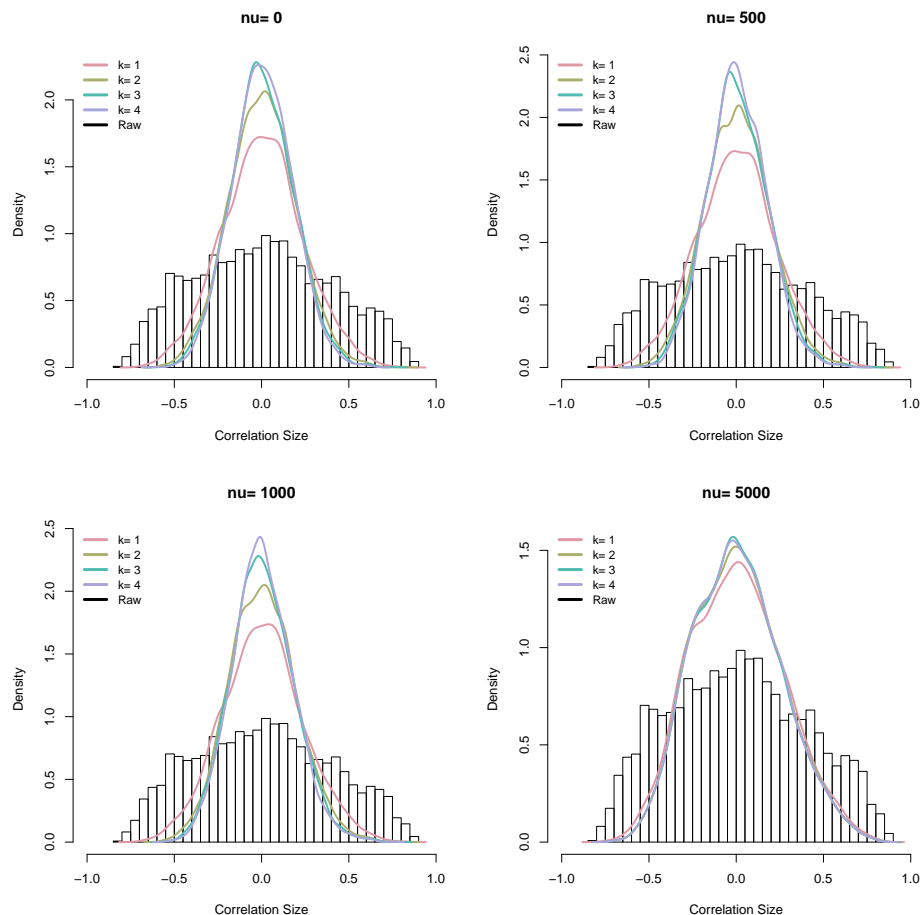 nu= 0
k= 1
k= 2
k= 3
k= 4
Raw
Density
0.0 0.5 1.0 1.5 2.0
−1.0 −0.5 0.0 0.5 1.0
Correlation Size
nu= 500
k= 1
k= 2
k= 3
k= 4
Raw
Density
0.0 0.5 1.0 1.5 2.0 2.5
−1.0 −0.5 0.0 0.5 1.0
Correlation Size
nu= 1000
k= 1
k= 2
k= 3
k= 4
Raw
Density
0.0 0.5 1.0 1.5 2.0 2.5
−1.0 −0.5 0.0 0.5 1.0
Correlation Size
nu= 5000
k= 1
k= 2
k= 3
k= 4
Raw
Density
0.0 0.5 1.0 1.5
−1.0 −0.5 0.0 0.5 1.0
Correlation Size